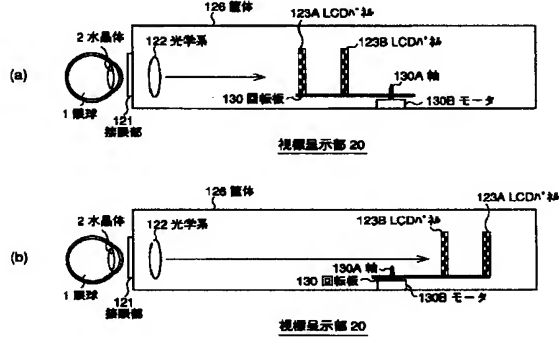 126 筐体
123A LCDパネル
2 水晶体
122 光学系
123B LCDパネル
130A 軸
(a)
130 回転板
130B モータ
1 眼球
121
接眼部
視標表示部 20
126 筐体
123A LCDパネル
123B LCDパネル
2 水晶体
122 光学系
130A 軸
(b)
130 回転板
130B モータ
1 眼球
121
接眼部
視標表示部 20